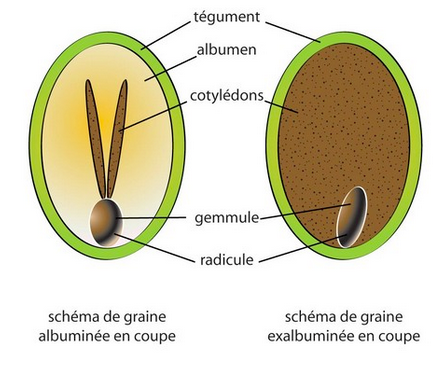 tégument
albumen
cotylédons
gemmule
radicule
schéma de graine
albuminée en coupe
schéma de graine
exalbuminée en coupe